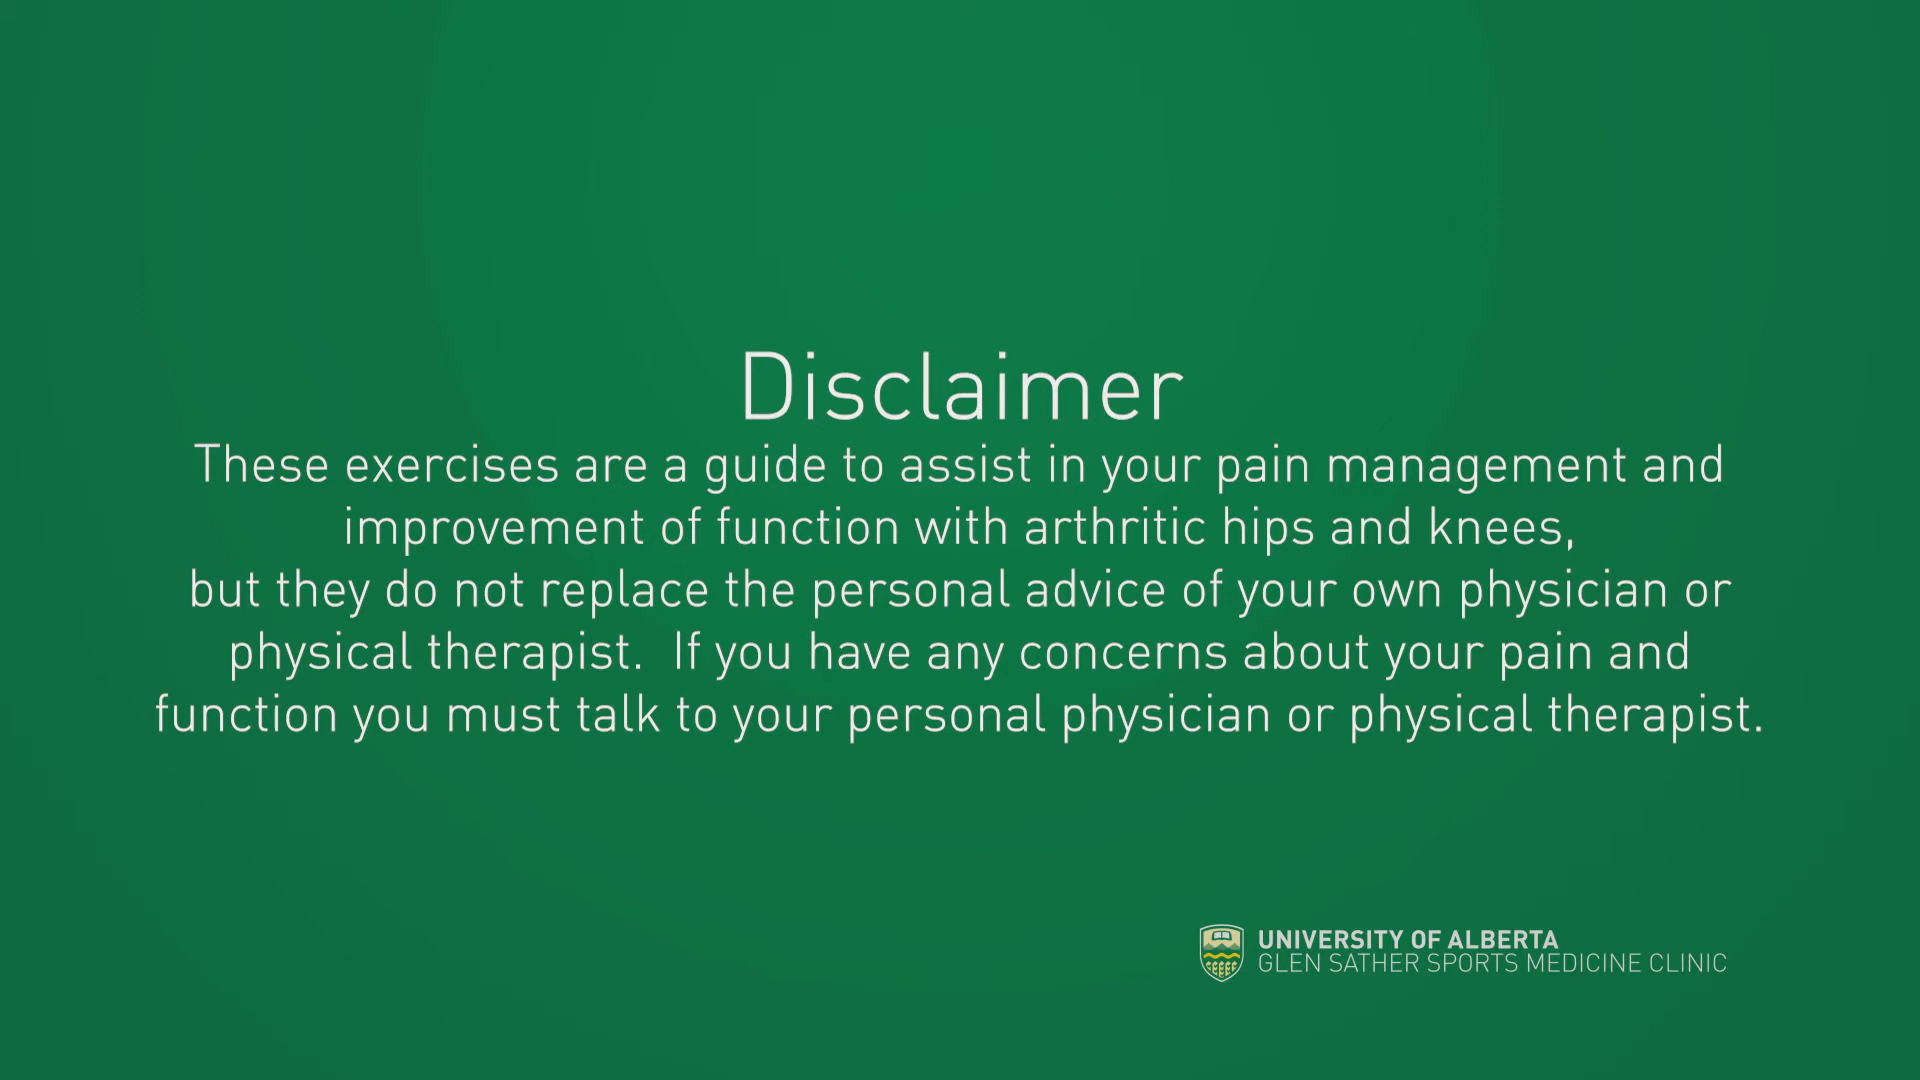 Disclaimer
These exercises are a guide to assist in your pain management and
improvement of function with arthritic hips and knees,
but they do not replace the personal advice of your own physician or
physical therapist.  If you have any concerns about your pain and
function you must talk to your personal physician or physical therapist.
UNIVERSITY OF ALBERTA
GLEN SATHER SPORTS MEDICINE CLINIC